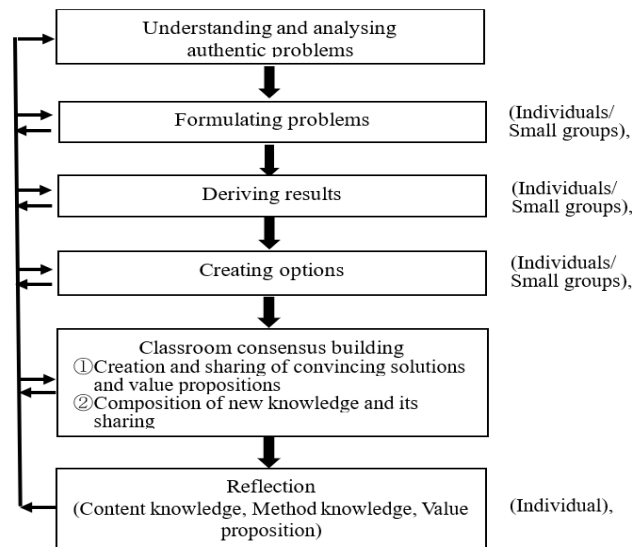 Understanding and analysing
authentic problems
Formulating problems
(Individuals/
Small groups),
Deriving results
(Individuals/
Small groups),
Creating options
(Individuals/
Small groups),
Classroom consensus building
①Creation and sharing of convincing solutions
and value propositions
②Composition of new knowledge and its
sharing
Reflection
(Content knowledge, Method knowledge, Value
proposition)
(Individual),